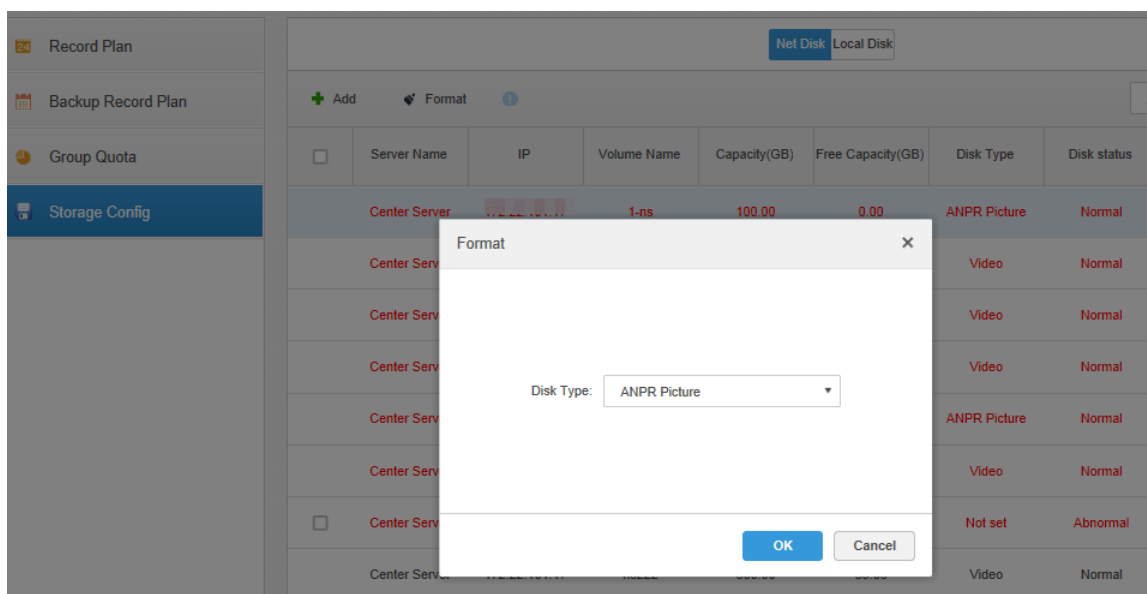 Record Plan
Backup Record Plan
Group Quota
Storage Config
Net Disk Local Disk
Add Format
Server Name IP Volume Name Capacity(GB) Free Capacity(GB) Disk Type Disk status
Center Server 1-ns 100.00 0.00 ANPR Picture Normal
Format
Center Serv Video Normal
Center Serv Video Normal
Center Serv Video Normal
Disk Type: ANPR Picture
Center Serv ANPR Picture Normal
Center Serv Video Normal
Center Serv Not set Abnormal
OK Cancel
Center Server Video Normal